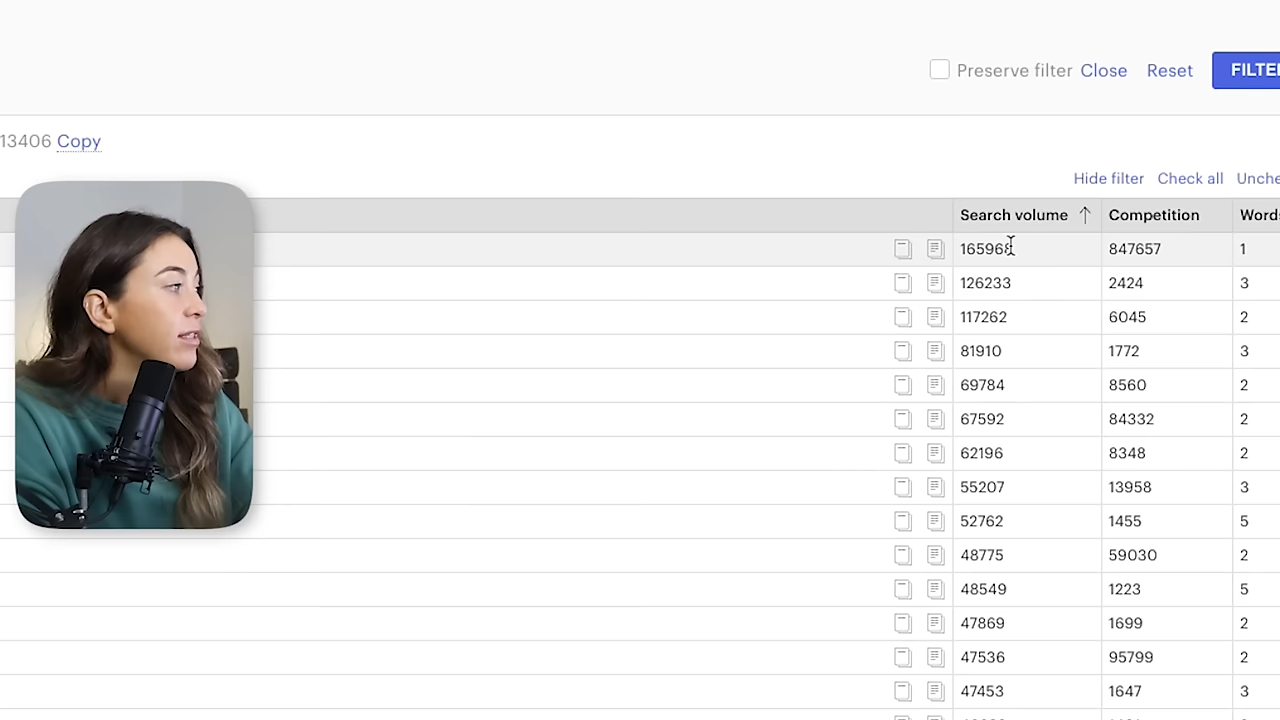 Preserve filter Close Reset FILTER
13406 Copy
Hide filter Check all Unche
Search volume ↑ Competition Word
165968 847657 1
126233 2424 3
117262 6045 2
81910 1772 3
69784 8560 2
67592 84332 2
62196 8348 2
55207 13958 3
52762 1455 5
48775 59030 2
48549 1223 5
47869 1699 2
47536 95799 2
47453 1647 3